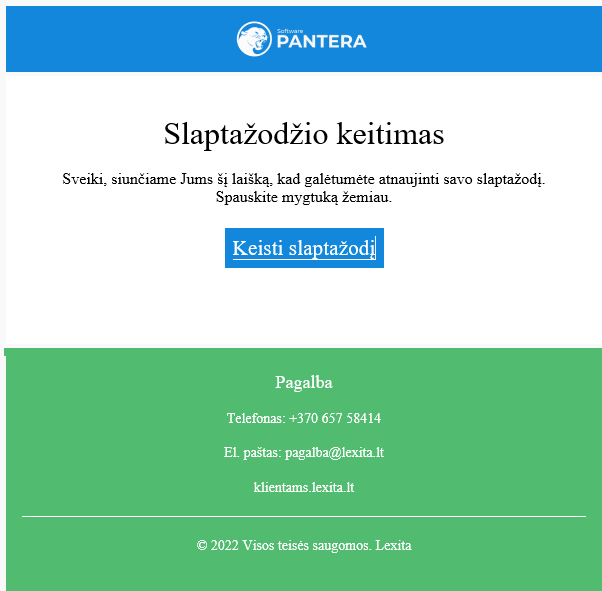 Software
PANTERA
Slaptažodžio keitimas
Sveiki, siunčiame Jums šį laišką, kad galėtumėte atnaujinti savo slaptažodį.
Spauskite mygtuką žemiau.
Keisti slaptažodį
Pagalba
Telefonas: +370 657 58414
El. paštas: pagalba@lexita.lt
klientams.lexita.lt
© 2022 Visos teisės saugomos. Lexita